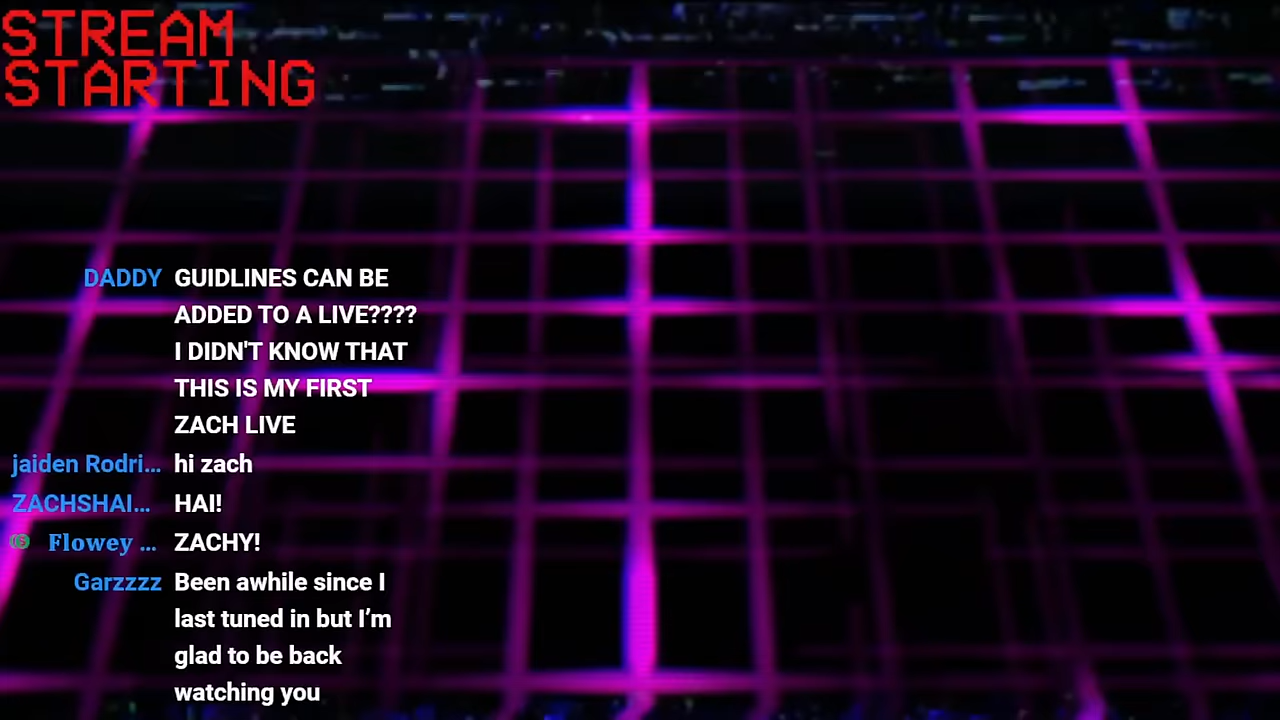 STREAM
STARTING
DADDY GUIDLINES CAN BE
ADDED TO A LIVE????
I DIDN'T KNOW THAT
THIS IS MY FIRST
ZACH LIVE
jaiden Rodri... hi zach
ZACHSHAI... HAI!
Flowey ... ZACHY!
Garzzzz Been awhile since I
last tuned in but I’m
glad to be back
watching you